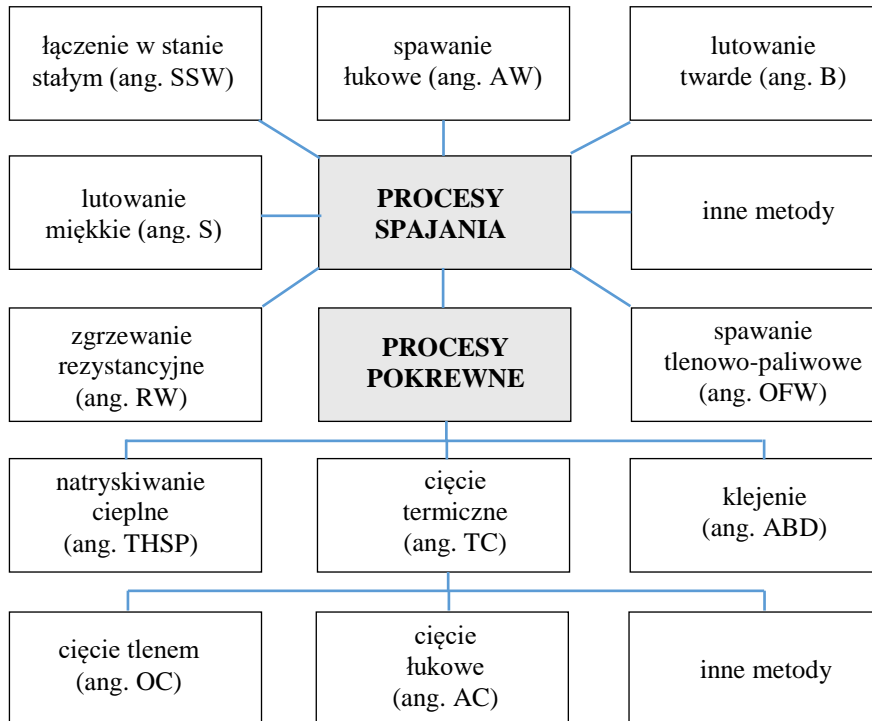 łączenie w stanie
stałym (ang. SSW)
spawanie
łukowe (ang. AW)
lutowanie
twarde (ang. B)
lutowanie
miękkie (ang. S)
PROCESY
SPAJANIA
inne metody
zgrzewanie
rezystancyjne
(ang. RW)
PROCESY
POKREWNE
spawanie
tlenowo-paliwowe
(ang. OFW)
natryskiwanie
cieplne
(ang. THSP)
cięcie
termiczne
(ang. TC)
klejenie
(ang. ABD)
cięcie tlenem
(ang. OC)
cięcie
łukowe
(ang. AC)
inne metody